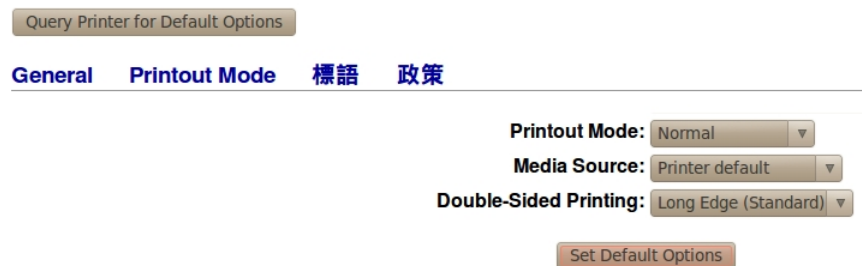 Query Printer for Default Options
General Printout Mode 標語 政策
Printout Mode: Normal
Media Source: Printer default
Double-Sided Printing: Long Edge (Standard)
Set Default Options